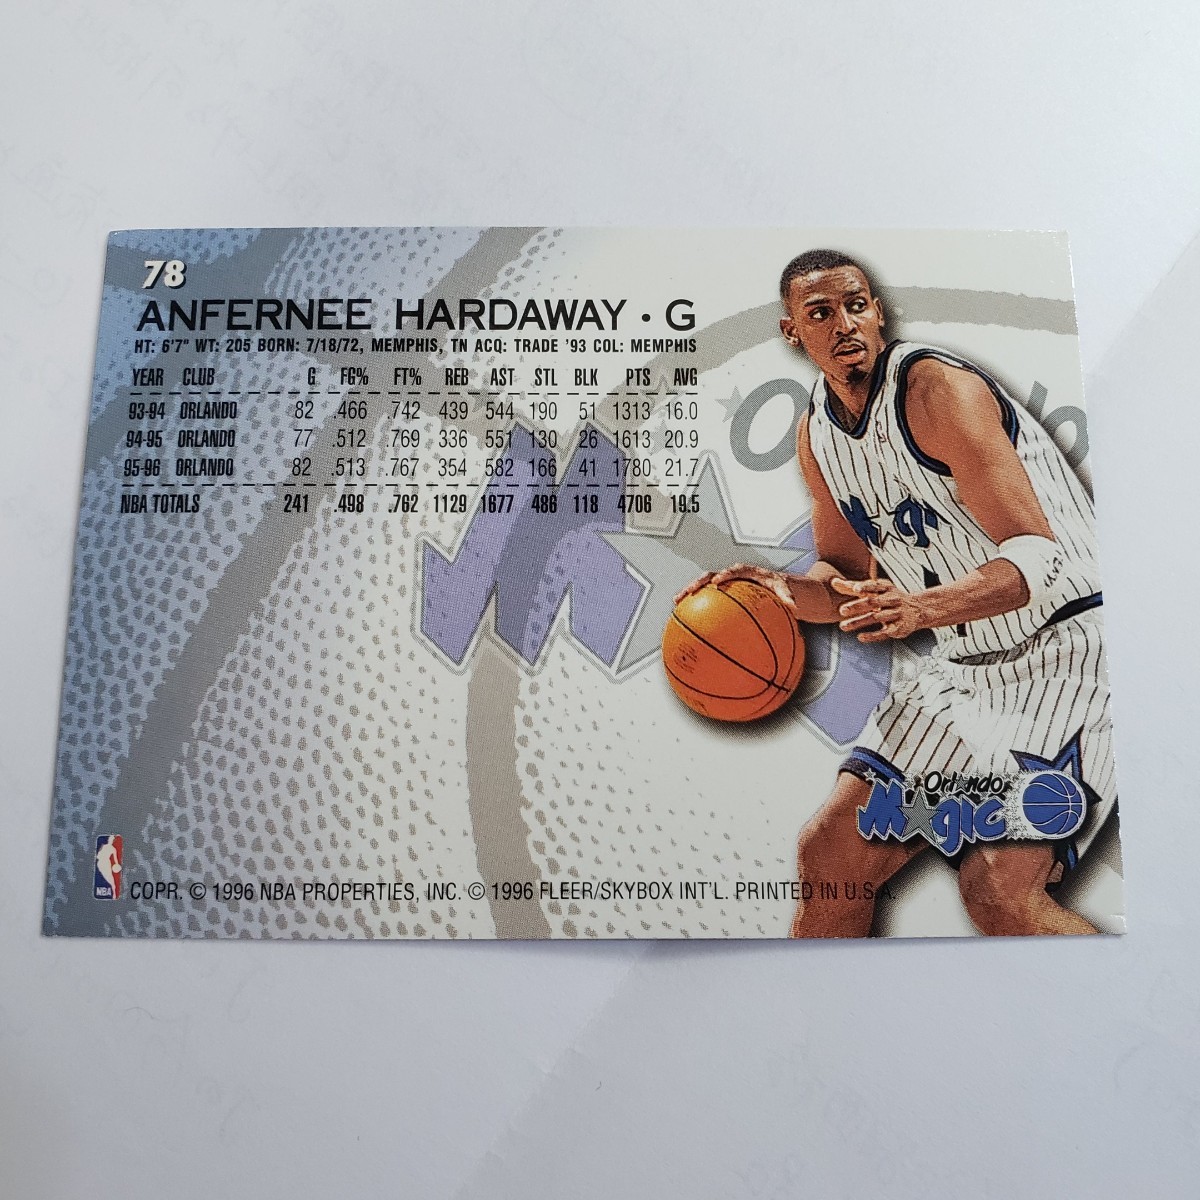 78
ANFERNEE HARDAWAY • G
HT: 6'7" WT: 205 BORN: 7/18/72, MEMPHIS, TN ACQ: TRADE '93 COL: MEMPHIS
YEAR CLUB G FG% FT% REB AST STL BLK PTS AVG
93-94 ORLANDO 82 .466 .742 439 544 190 51 1313 16.0
94-95 ORLANDO 77 .512 .769 336 551 130 26 1613 20.9
95-96 ORLANDO 82 .513 .767 354 582 166 41 1780 21.7
NBA TOTALS 241 .498 .762 1129 1677 486 118 4706 19.5
Magic
Orlando
Magic
NBA
COPR. © 1996 NBA PROPERTIES, INC. © 1996 FLEER/SKYBOX INT'L. PRINTED IN U.S.A.